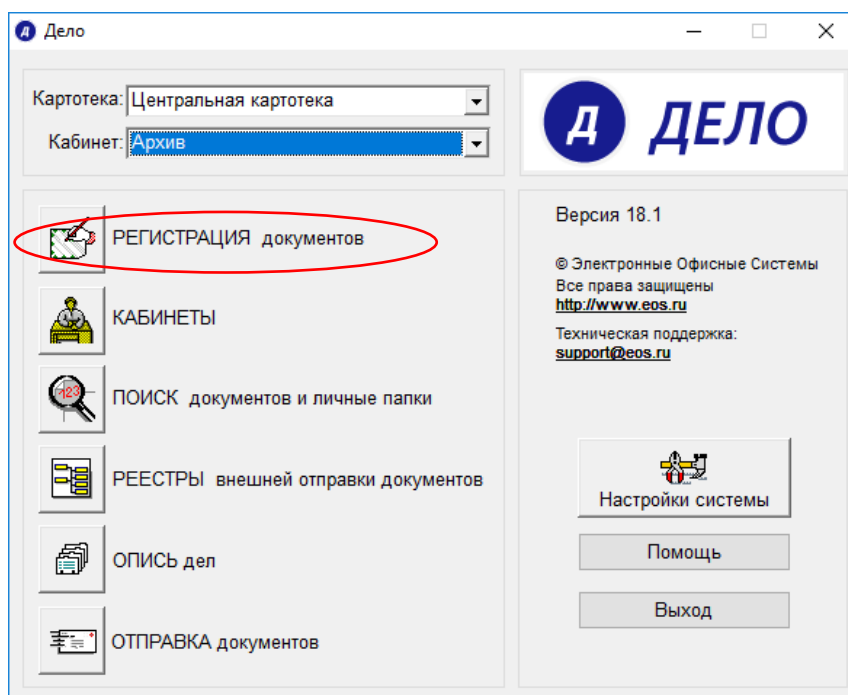 Дело
Картотека: Центральная картотека
Кабинет: Архив
Д ДЕЛО
РЕГИСТРАЦИЯ документов
КАБИНЕТЫ
123
ПОИСК документов и личные папки
РЕЕСТРЫ внешней отправки документов
ОПИСЬ дел
ОТПРАВКА документов
Версия 18.1
© Электронные Офисные Системы
Все права защищены
http://www.eos.ru
Техническая поддержка:
support@eos.ru
Настройки системы
Помощь
Выход